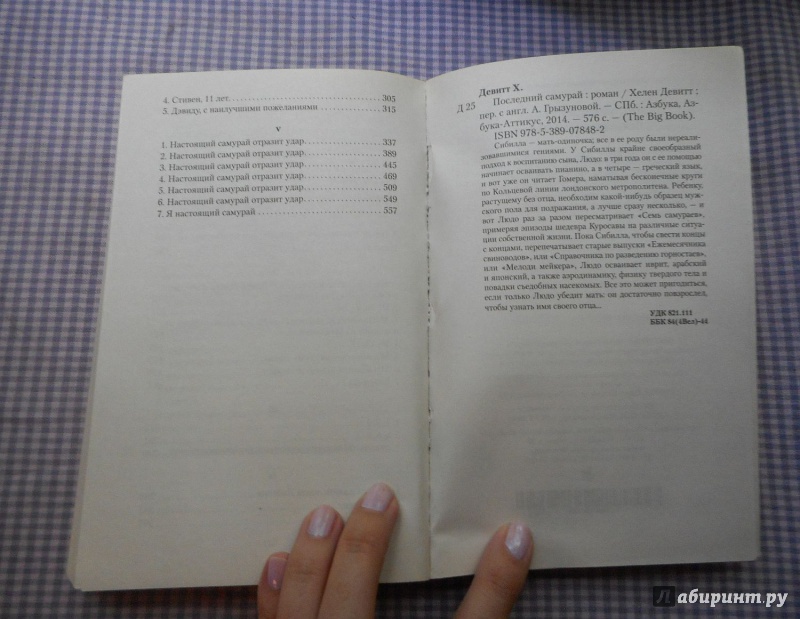 4. Стивен, 11 лет. 305
5. Дэвиду, с наилучшими пожеланиями 315
V
1. Настоящий самурай отразит удар. 337
2. Настоящий самурай отразит удар. 389
3. Настоящий самурай отразит удар. 445
4. Настоящий самурай отразит удар. 469
5. Настоящий самурай отразит удар. 509
6. Настоящий самурай отразит удар. 549
7. Я настоящий самурай 557
Девитт Х.
Д 25 Последний самурай : роман / Хелен Девитт ;
пер. с англ. А. Грызуновой. — СПб. : Азбука, Аз-
бука-Аттикус, 2014. — 576 с. — (The Big Book).
ISBN 978-5-389-07848-2
Сибилла — мать-одиночка; все в ее роду были нереали-
зовавшимися гениями. У Сибиллы крайне своеобразный
подход к воспитанию сына, Людо: в три года он с ее помощью
начинает осваивать пианино, а в четыре — греческий язык,
и вот уже он читает Гомера, наматывая бесконечные круги
по Кольцевой линии лондонского метрополитена. Ребенку,
растущему без отца, необходим какой-нибудь образец муж-
ского пола для подражания, а лучше сразу несколько, — и
вот Людо раз за разом пересматривает «Семь самураев»,
примеряя эпизоды шедевра Куросавы на различные ситуа-
ции собственной жизни. Пока Сибилла, чтобы свести концы
с концами, перепечатывает старые выпуски «Ежемесячника
свиноводов», или «Справочника по разведению горностаев»,
или «Мелоди мейкера», Людо осваивает иврит, арабский
и японский, а также аэродинамику, физику твердого тела и
повадки съедобных насекомых. Все это может пригодиться,
если только Людо убедит мать: он достаточно повзрослел,
чтобы узнать имя своего отца...
УДК 821.111
ББК 84(4Вел)-44
Лабиринт.ру